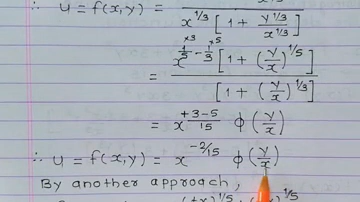 ∴ u = f(x,y) =
x^{1/3} [ 1 + y^{1/3} / x^{1/3} ]
= x^{1/5 - 1/3} [ 1 + (y/x)^{1/5} ]
[ 1 + (y/x)^{1/3} ]
= x^{+3-5/15} φ(y/x)
∴ u = f(x,y) = x^{-2/15} φ(y/x)
By another approach,